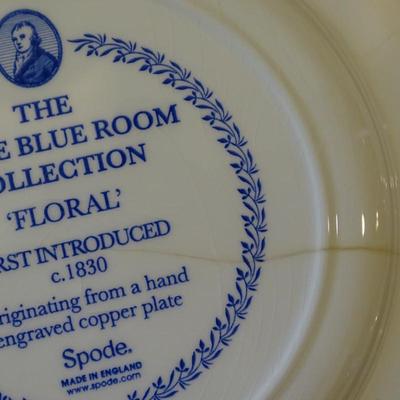 THE
E BLUE ROOM
OLLECTION
'FLORAL'
RST INTRODUCED
c.1830
riginating from a hand
engraved copper plate
Spode®
MADE IN ENGLAND
www.spode.com